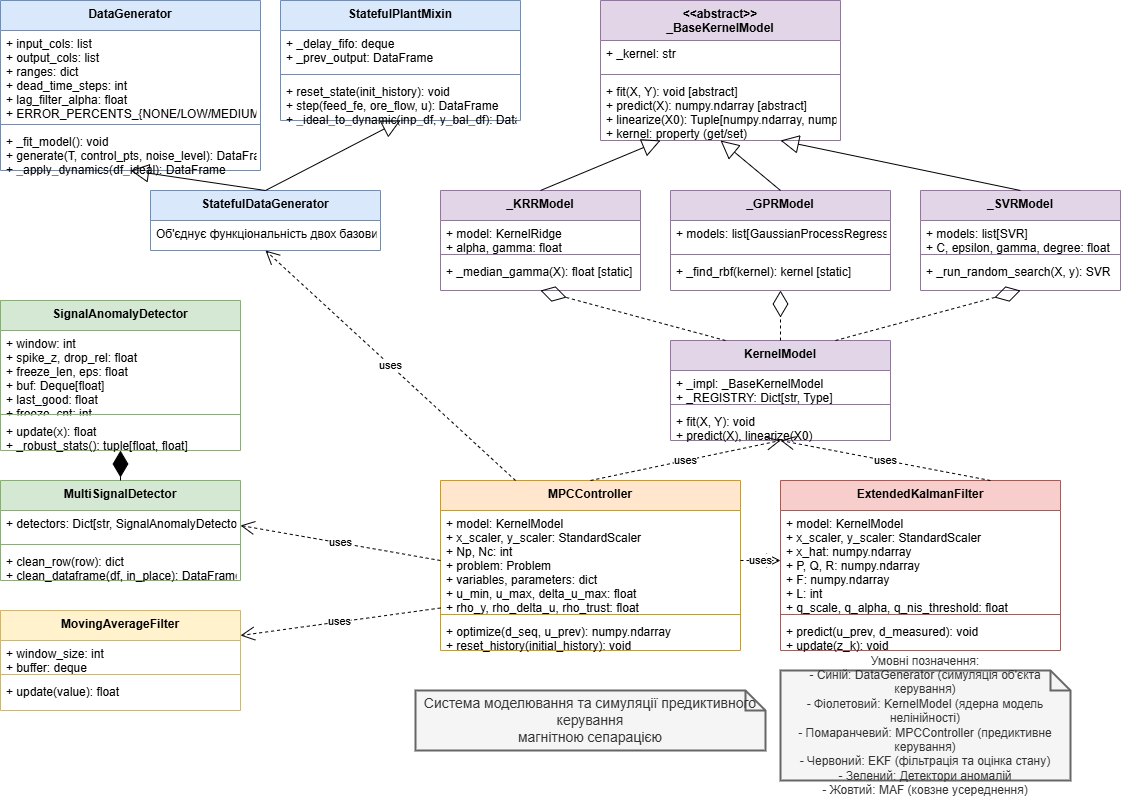 DataGenerator
+ input_cols: list
+ output_cols: list
+ ranges: dict
+ dead_time_steps: int
+ lag_filter_alpha: float
+ ERROR_PERCENTS_{NONE/LOW/MEDIUM
+ _fit_model(): void
+ generate(T, control_pts, noise_level): DataFra
+ _apply_dynamics(df_ideal): DataFrame
StatefulPlantMixin
+ _delay_fifo: deque
+ _prev_output: DataFrame
+ reset_state(init_history): void
+ step(feed_fe, ore_flow, u): DataFrame
+ _ideal_to_dynamic(inp_df, y_bal_df): Data
<<abstract>>
_BaseKernelModel
+ _kernel: str
+ fit(X, Y): void [abstract]
+ predict(X): numpy.ndarray [abstract]
+ linearize(X0): Tuple[numpy.ndarray, nump
+ kernel: property (get/set)
StatefulDataGenerator
Об'єднує функціональність двох базови
_KRRModel
+ model: KernelRidge
+ alpha, gamma: float
+ _median_gamma(X): float [static]
_GPRModel
+ models: list[GaussianProcessRegress
+ _find_rbf(kernel): kernel [static]
_SVRModel
+ models: list[SVR]
+ C, epsilon, gamma, degree: float
+ _run_random_search(X, y): SVR
SignalAnomalyDetector
+ window: int
+ spike_z, drop_rel: float
+ freeze_len, eps: float
+ buf: Deque[float]
+ last_good: float
+ freeze_cnt: int
+ update(x): float
+ _robust_stats(): tuple[float, float]
KernelModel
+ _impl: _BaseKernelModel
+ _REGISTRY: Dict[str, Type]
+ fit(X, Y): void
+ predict(X), linearize(X0)
uses
uses
uses
MultiSignalDetector
+ detectors: Dict[str, SignalAnomalyDetecto
+ clean_row(row): dict
+ clean_dataframe(df, in_place): DataFram
uses
MPCController
+ model: KernelModel
+ x_scaler, y_scaler: StandardScaler
+ Np, Nc: int
+ problem: Problem
+ variables, parameters: dict
+ u_min, u_max, delta_u_max: float
+ rho_y, rho_delta_u, rho_trust: float
+ optimize(d_seq, u_prev): numpy.ndarray
+ reset_history(initial_history): void
uses
ExtendedKalmanFilter
+ model: KernelModel
+ x_scaler, y_scaler: StandardScaler
+ x_hat: numpy.ndarray
+ P, Q, R: numpy.ndarray
+ F: numpy.ndarray
+ L: int
+ q_scale, q_alpha, q_nis_threshold: float
+ predict(u_prev, d_measured): void
+ update(z_k): void
MovingAverageFilter
+ window_size: int
+ buffer: deque
+ update(value): float
uses
Система моделювання та симуляції предиктивного
керування
магнітною сепарацією
Умовні позначення:
- Синій: DataGenerator (симуляція об'єкта
керування)
- Фіолетовий: KernelModel (ядерна модель
нелінійності)
- Помаранчевий: MPCController (предиктивне
керування)
- Червоний: EKF (фільтрація та оцінка стану)
- Зелений: Детектори аномалій
- Жовтий: MAF (ковзне усереднення)